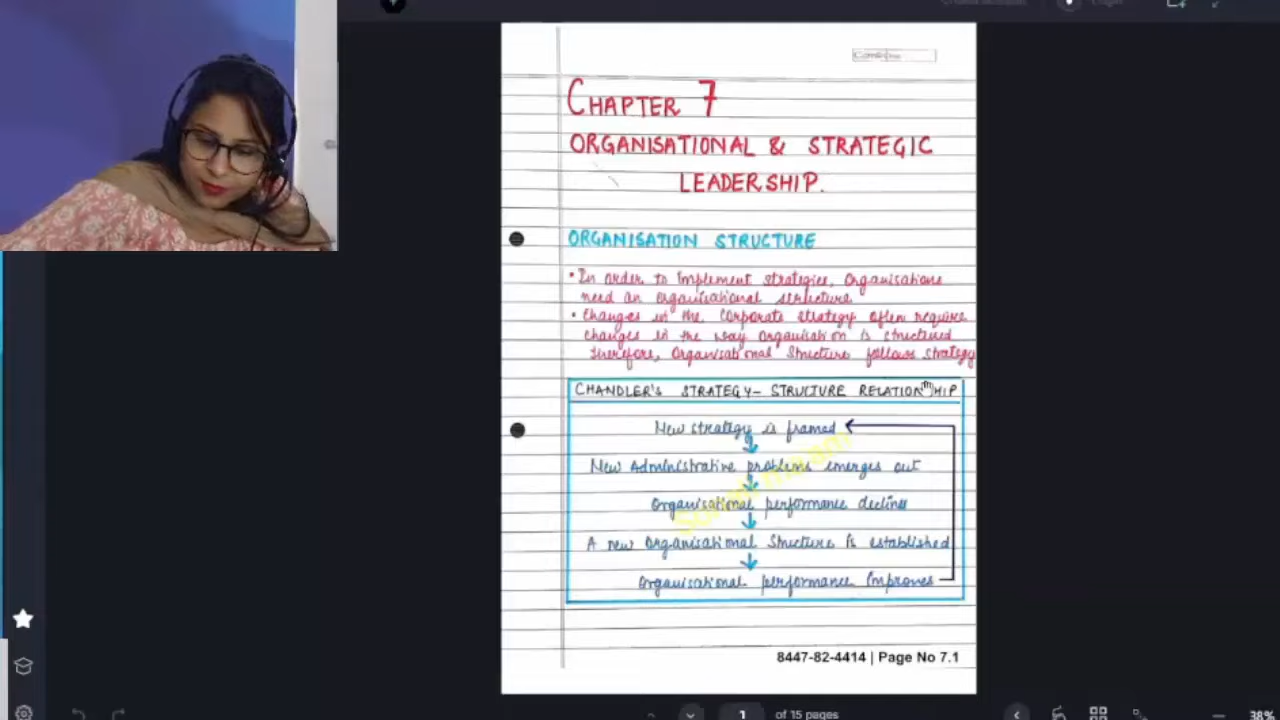 CHAPTER 7
ORGANISATIONAL & STRATEGIC
LEADERSHIP.
ORGANISATION STRUCTURE
• In order to implement strategies, Organisations
need an organisational structure
• Changes in the corporate strategy often require
changes in the way organisation is structured
therefore, Organisational Structure follows strategy
CHANDLER'S STRATEGY- STRUCTURE RELATIONSHIP
New strategy is framed
New Administrative problems emerges out
Organisational performance declines
A new Organisational Structure is established
Organisational performance Improves
8447-82-4414 | Page No 7.1
1 of 15 pages
38%